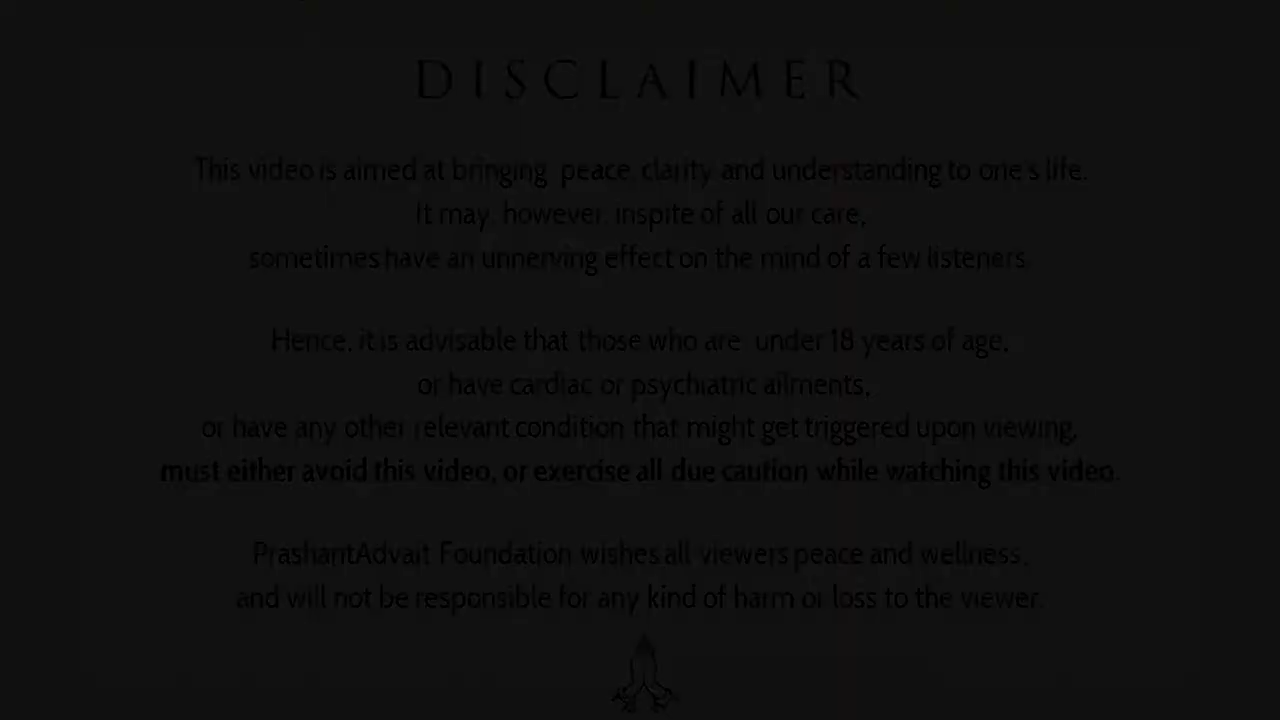 DISCLAIMER
This video is aimed at bringing peace, clarity and understanding to one's life.
It may, however, inspite of all our care,
sometimes have an unnerving effect on the mind of a few listeners.
Hence, it is advisable that those who are under 18 years of age,
or have cardiac or psychiatric ailments,
or have any other relevant condition that might get triggered upon viewing,
must either avoid this video, or exercise all due caution while watching this video.
PrashantAdvait Foundation wishes all viewers peace and wellness,
and will not be responsible for any kind of harm or loss to the viewer.